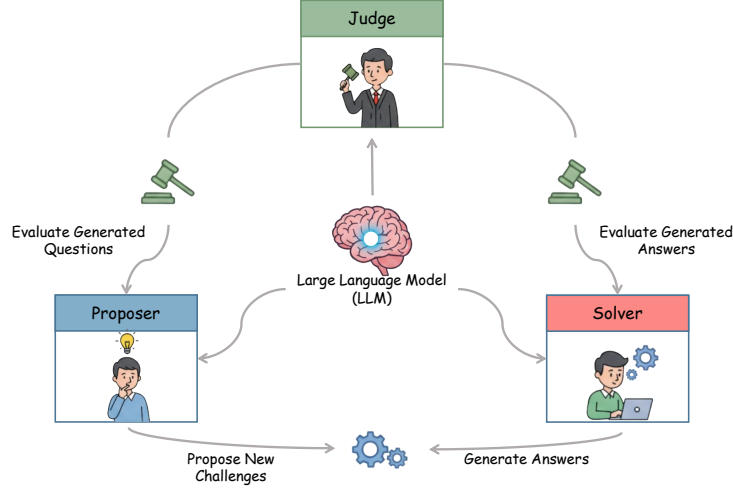 Judge
Evaluate Generated
Questions
Evaluate Generated
Answers
Large Language Model
(LLM)
Proposer
Solver
Propose New
Challenges
Generate Answers